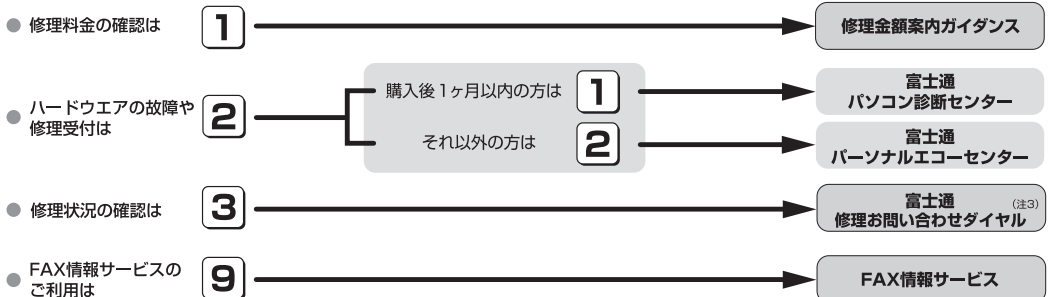 修理料金の確認は 1 修理金額案内ガイダンス
ハードウエアの故障や
修理受付は
2
購入後1ヶ月以内の方は 1
富士通
パソコン診断センター
それ以外の方は 2
富士通
パーソナルエコーセンター
修理状況の確認は 3
富士通 (注3)
修理お問い合わせダイヤル
FAX情報サービスの
ご利用は
9
FAX情報サービス